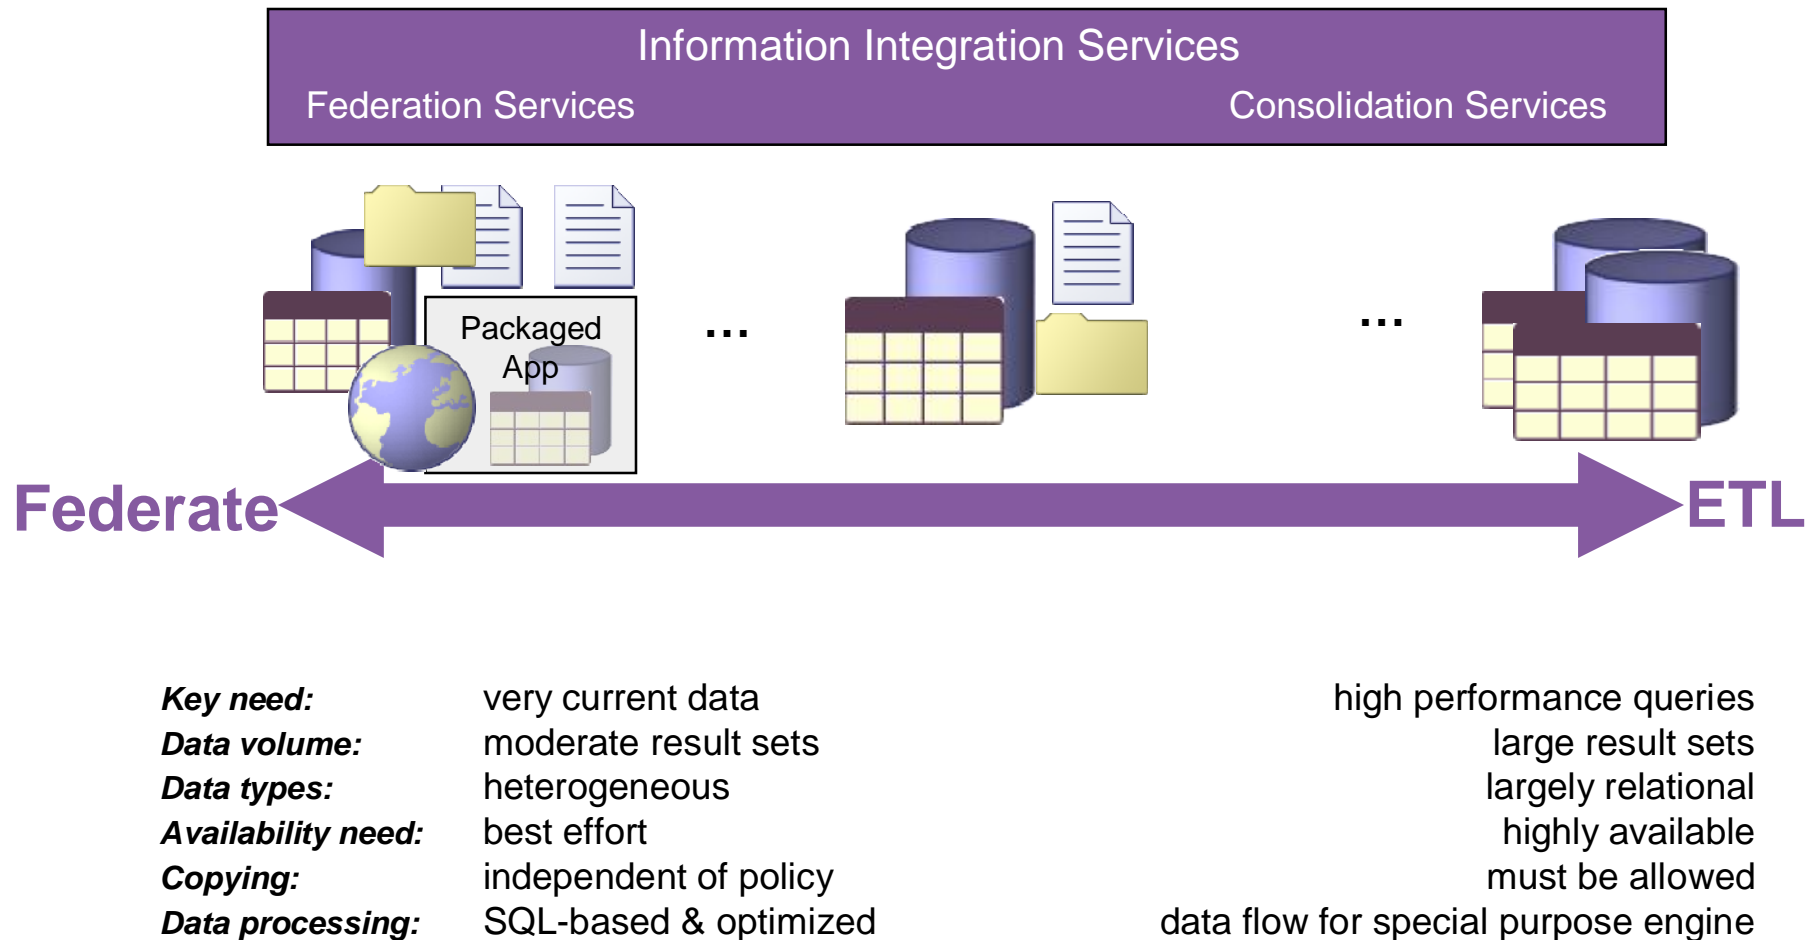 Information Integration Services
Federation Services Consolidation Services
Packaged
App
... ...
Federate ETL
Key need: very current data high performance queries
Data volume: moderate result sets large result sets
Data types: heterogeneous largely relational
Availability need: best effort highly available
Copying: independent of policy must be allowed
Data processing: SQL-based & optimized data flow for special purpose engine